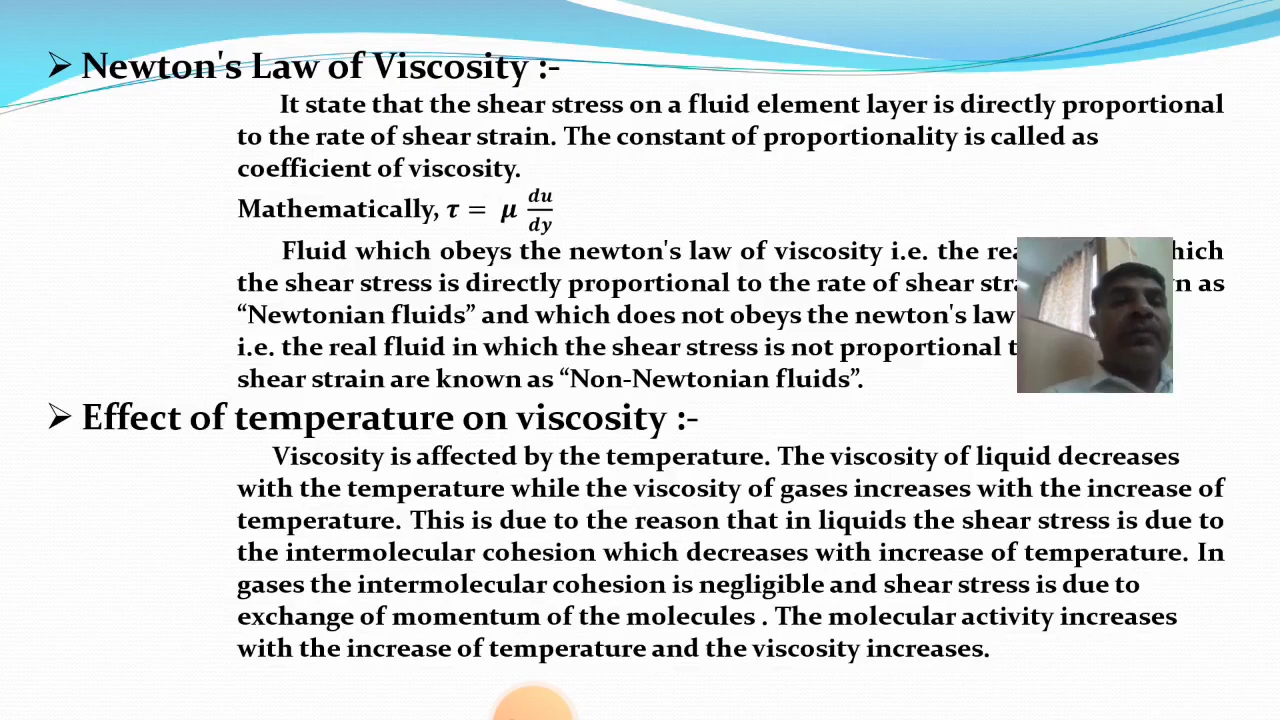 Newton's Law of Viscosity :-
It state that the shear stress on a fluid element layer is directly proportional
to the rate of shear strain. The constant of proportionality is called as
coefficient of viscosity.
Mathematically, τ = μ du/dy
Fluid which obeys the newton's law of viscosity i.e. the
the shear stress is directly proportional to the rate of shear as
“Newtonian fluids” and which does not obeys the newton's law
i.e. the real fluid in which the shear stress is not proportional
shear strain are known as “Non-Newtonian fluids”.
Effect of temperature on viscosity :-
Viscosity is affected by the temperature. The viscosity of liquid decreases
with the temperature while the viscosity of gases increases with the increase of
temperature. This is due to the reason that in liquids the shear stress is due to
the intermolecular cohesion which decreases with increase of temperature. In
gases the intermolecular cohesion is negligible and shear stress is due to
exchange of momentum of the molecules . The molecular activity increases
with the increase of temperature and the viscosity increases.